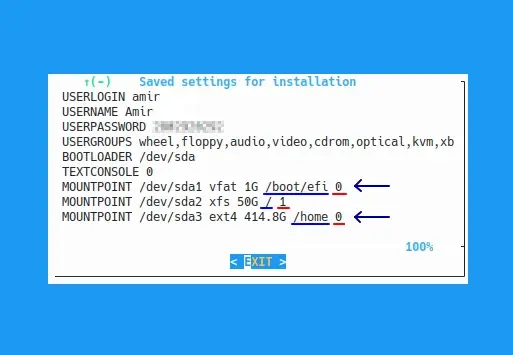 ↑(-) Saved settings for installation
USERLOGIN amir
USERNAME Amir
USERPASSWORD
USERGROUPS wheel,floppy,audio,video,cdrom,optical,kvm,xb
BOOTLOADER /dev/sda
TEXTCONSOLE 0
MOUNTPOINT /dev/sda1 vfat 1G /boot/efi 0
MOUNTPOINT /dev/sda2 xfs 50G / 1
MOUNTPOINT /dev/sda3 ext4 414.8G /home 0
100%
< EXIT >